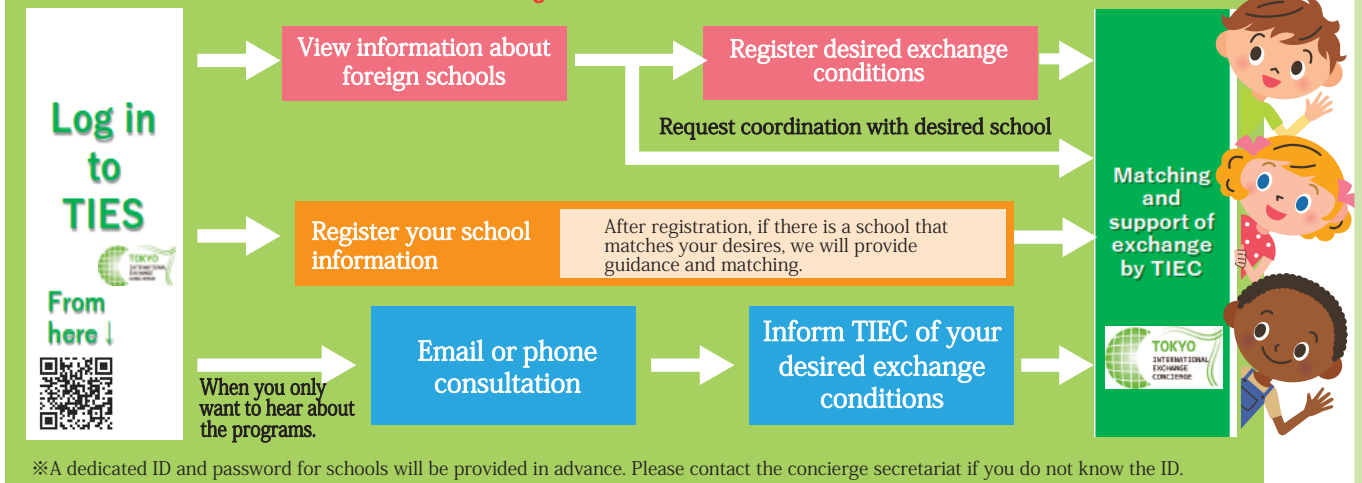 Log in
to
TIES
TOKYO
INTERNATIONAL
EXCHANGE
From
here ↓
View information about
foreign schools
Register desired exchange
conditions
Request coordination with desired school
Register your school
information
After registration, if there is a school that
matches your desires, we will provide
guidance and matching.
When you only
want to hear about
the programs.
Email or phone
consultation
Inform TIEC of your
desired exchange
conditions
Matching
and
support of
exchange
by TIEC
TOKYO
INTERNATIONAL
EXCHANGE
CONCIERGE
※A dedicated ID and password for schools will be provided in advance. Please contact the concierge secretariat if you do not know the ID.